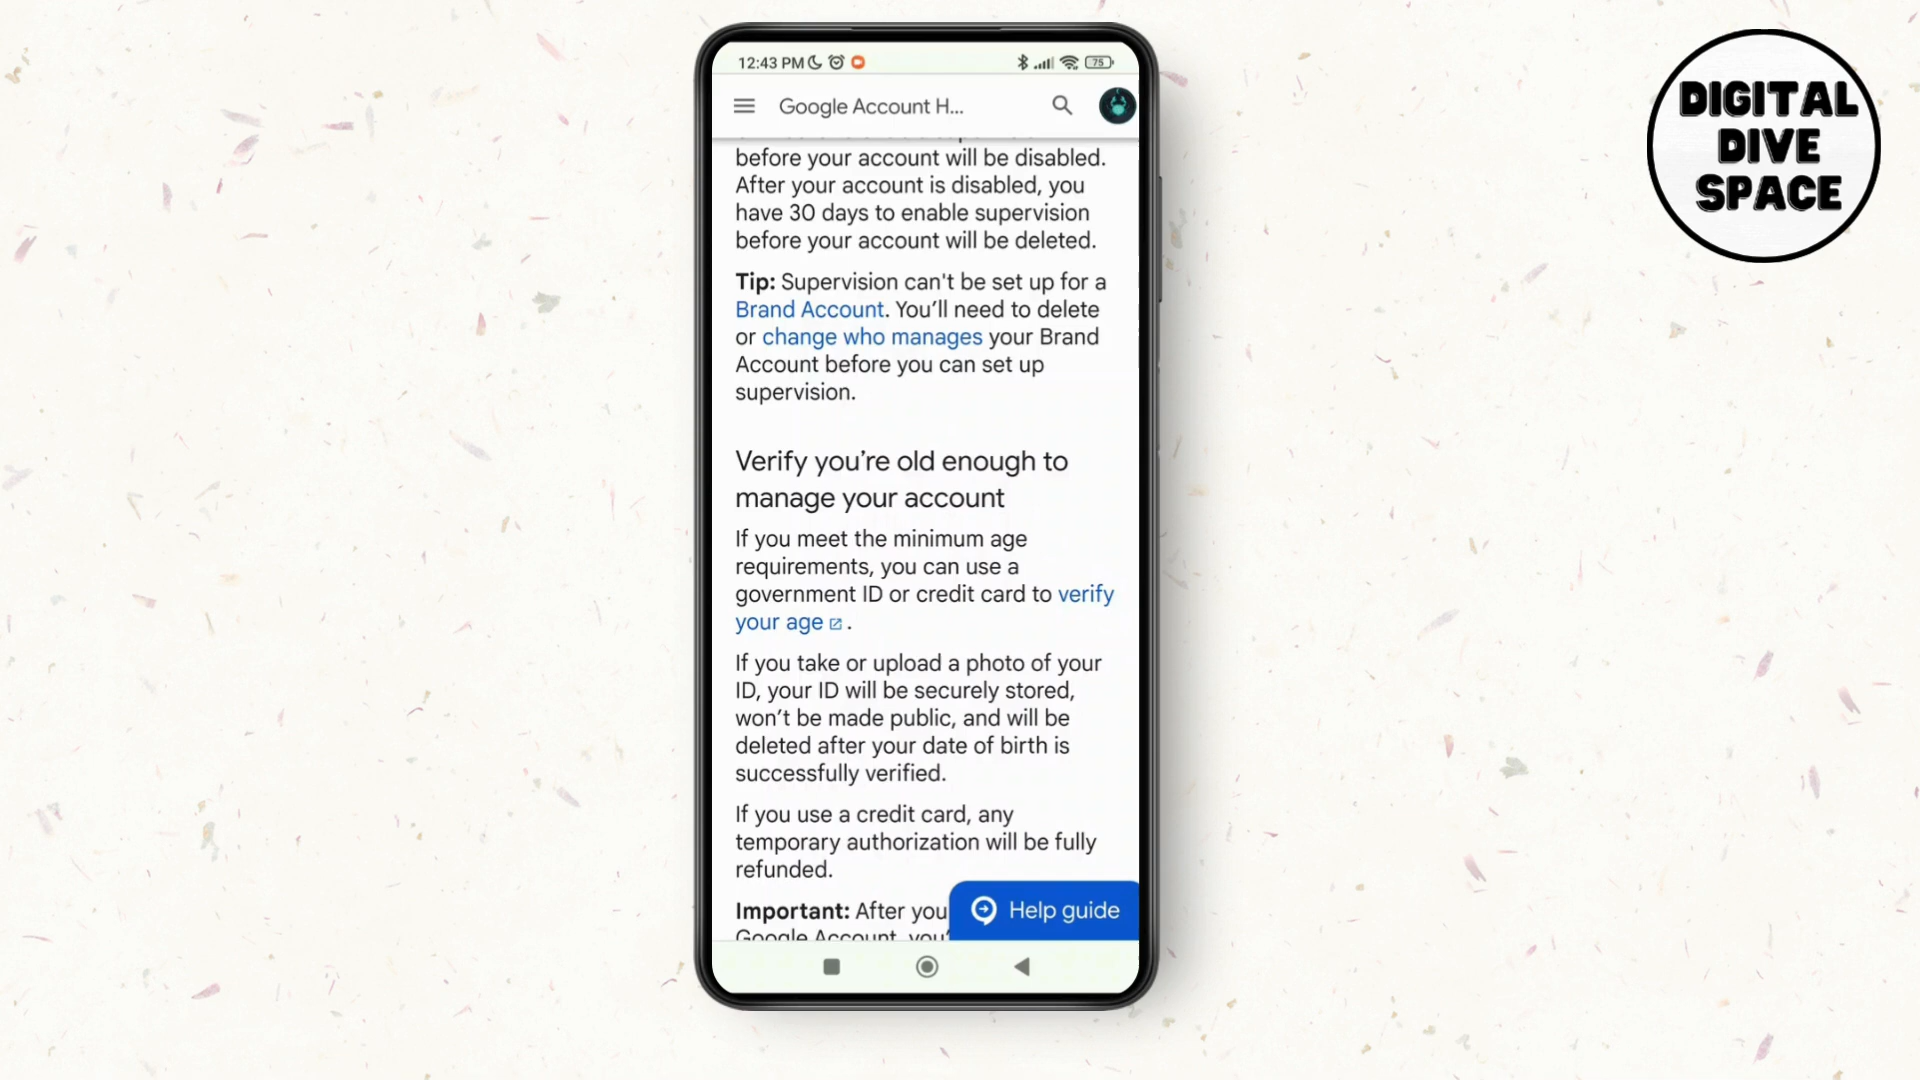 12:43 PM
75
Google Account H...
before your account will be disabled.
After your account is disabled, you
have 30 days to enable supervision
before your account will be deleted.
Tip: Supervision can't be set up for a
Brand Account. You’ll need to delete
or change who manages your Brand
Account before you can set up
supervision.
Verify you’re old enough to
manage your account
If you meet the minimum age
requirements, you can use a
government ID or credit card to verify
your age .
If you take or upload a photo of your
ID, your ID will be securely stored,
won’t be made public, and will be
deleted after your date of birth is
successfully verified.
If you use a credit card, any
temporary authorization will be fully
refunded.
Important: After you
Google Account, you’
Help guide
DIGITAL
DIVE
SPACE